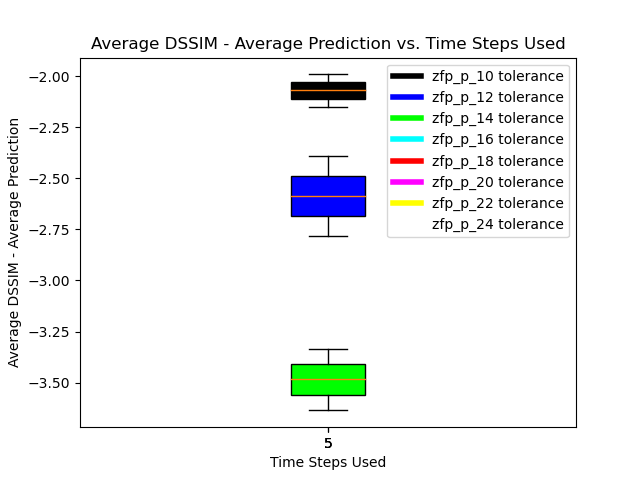 Average DSSIM - Average Prediction vs. Time Steps Used
Average DSSIM - Average Prediction
−2.00
−2.25
−2.50
−2.75
−3.00
−3.25
−3.50
zfp_p_10 tolerance
zfp_p_12 tolerance
zfp_p_14 tolerance
zfp_p_16 tolerance
zfp_p_18 tolerance
zfp_p_20 tolerance
zfp_p_22 tolerance
zfp_p_24 tolerance
5
Time Steps Used